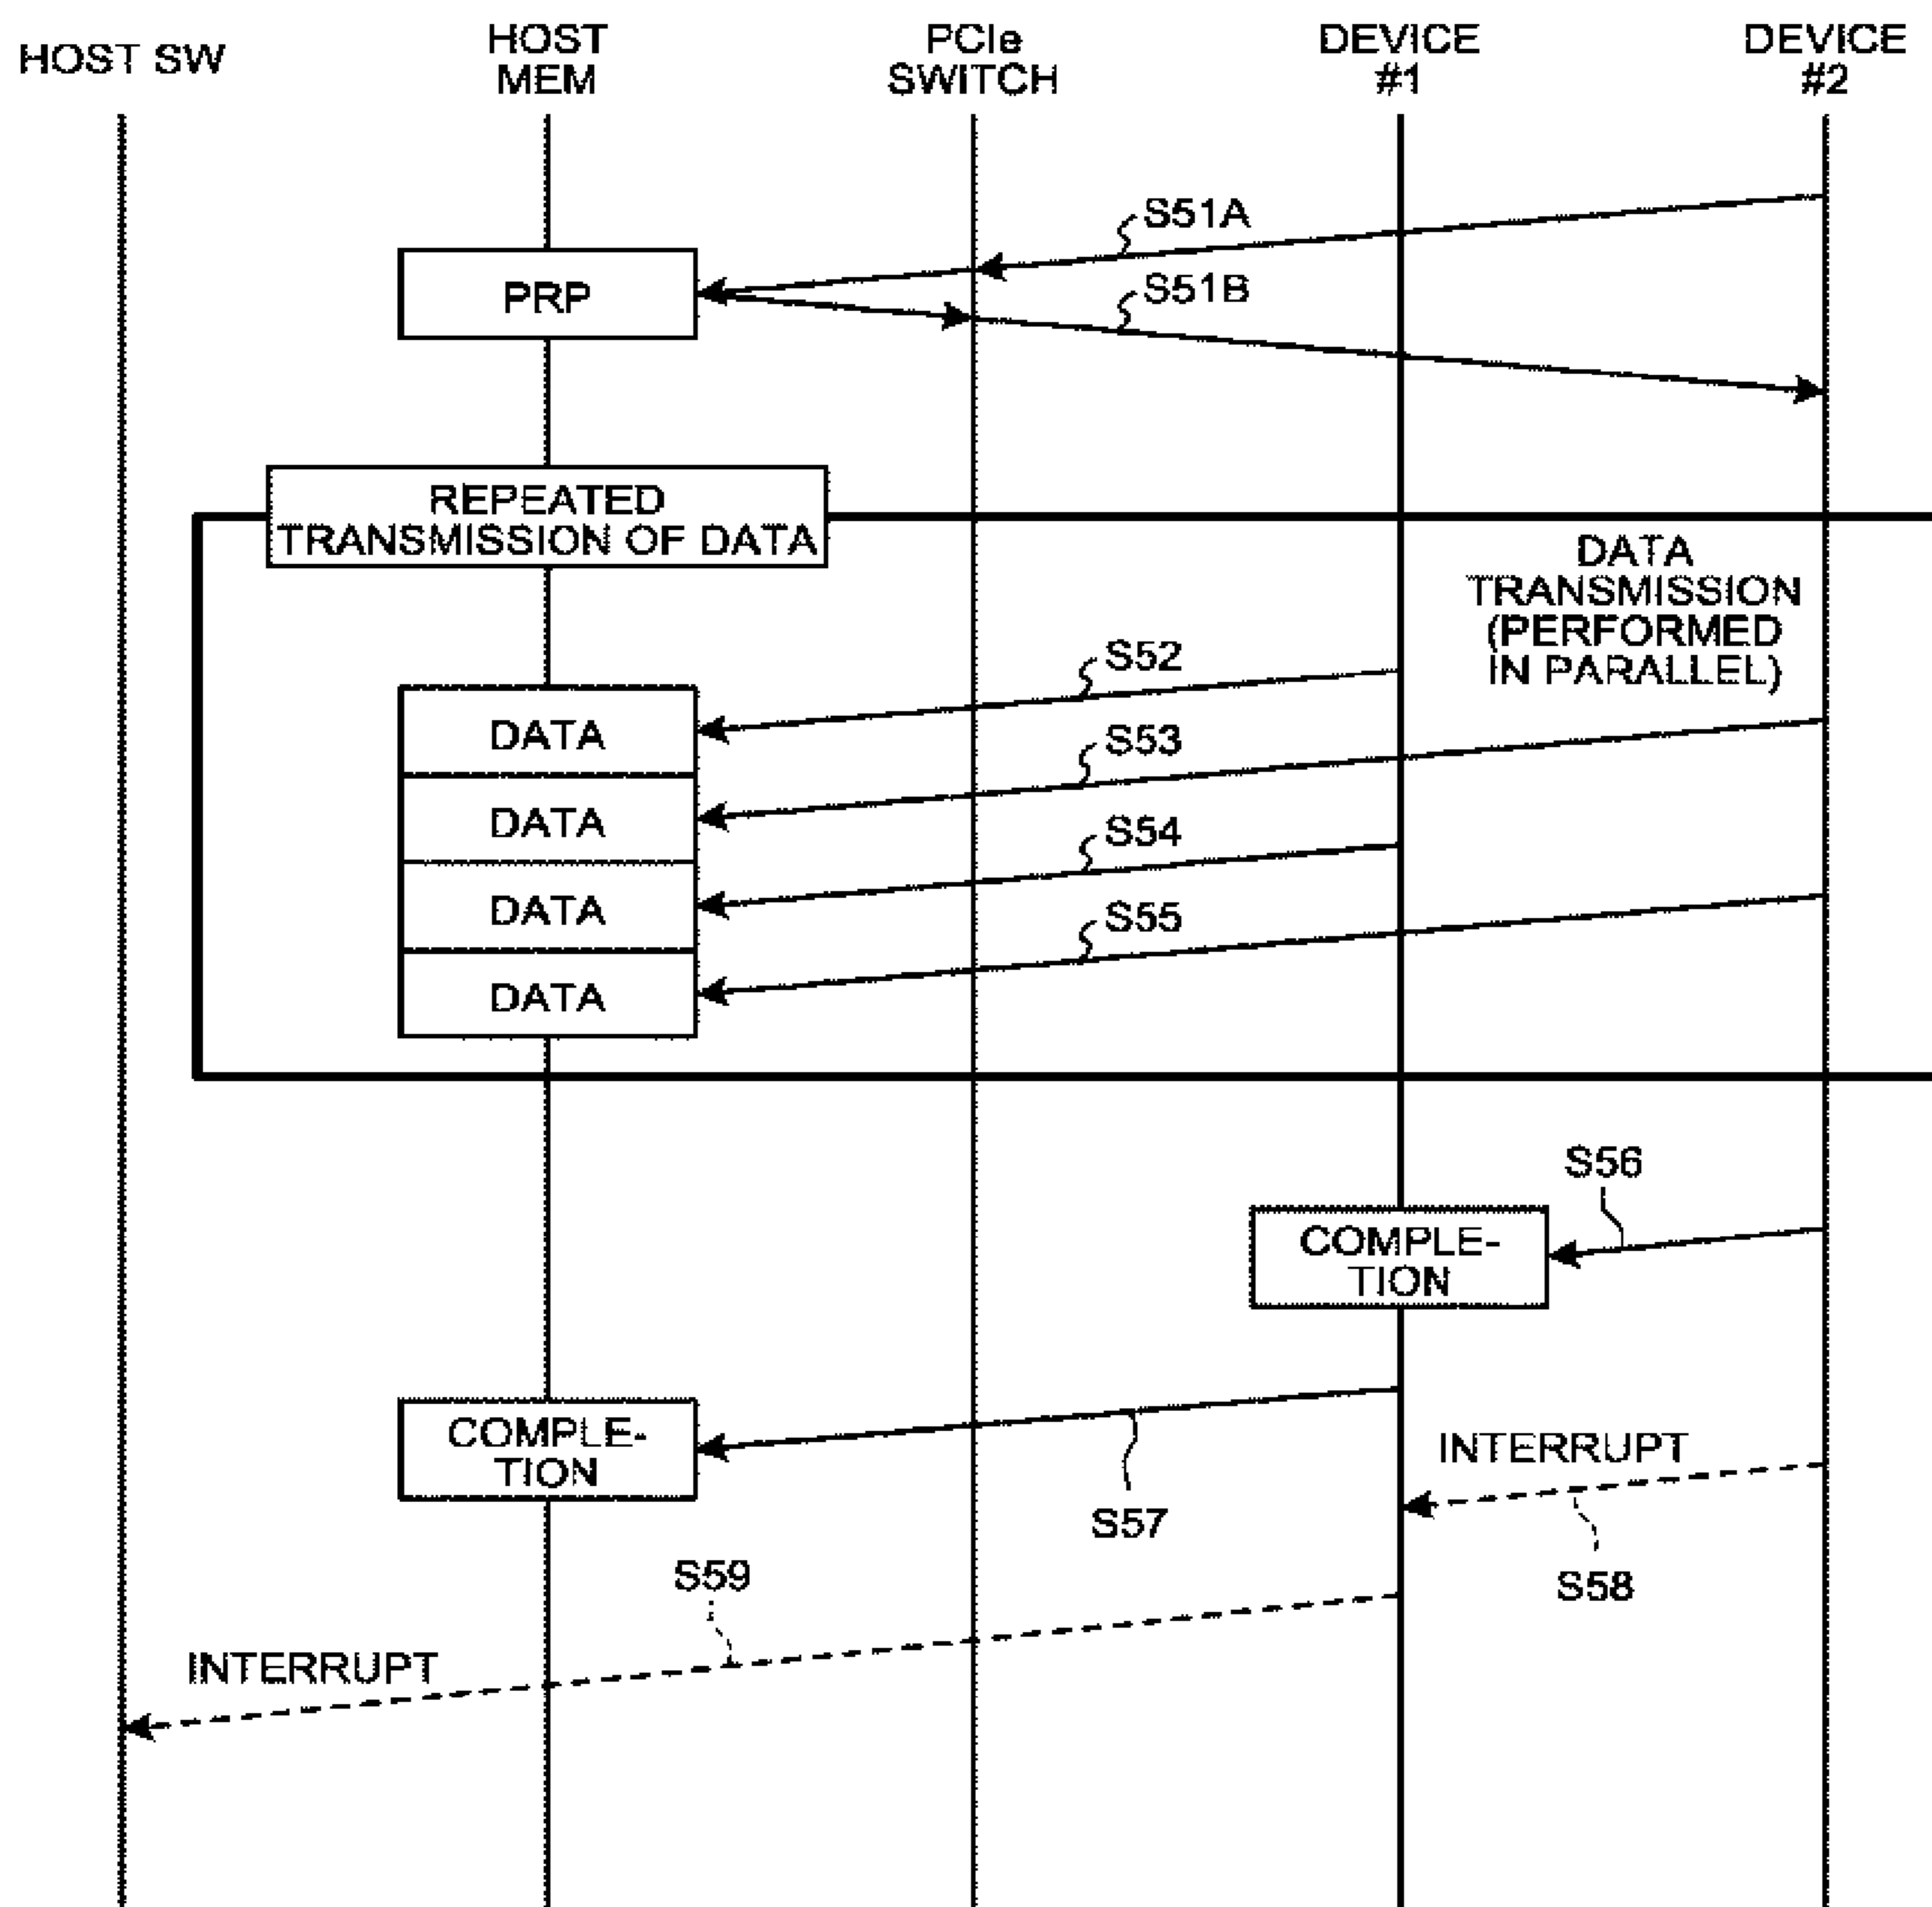 HOST SW
HOST
MEM
PCIe
SWITCH
DEVICE
#1
DEVICE
#2
S51A
PRP
S51B
REPEATED
TRANSMISSION OF DATA
DATA
TRANSMISSION
(PERFORMED
IN PARALLEL)
S52
DATA
S53
DATA
S54
DATA
S55
DATA
S56
COMPLE-
TION
COMPLE-
TION
INTERRUPT
S57
S58
S59
INTERRUPT